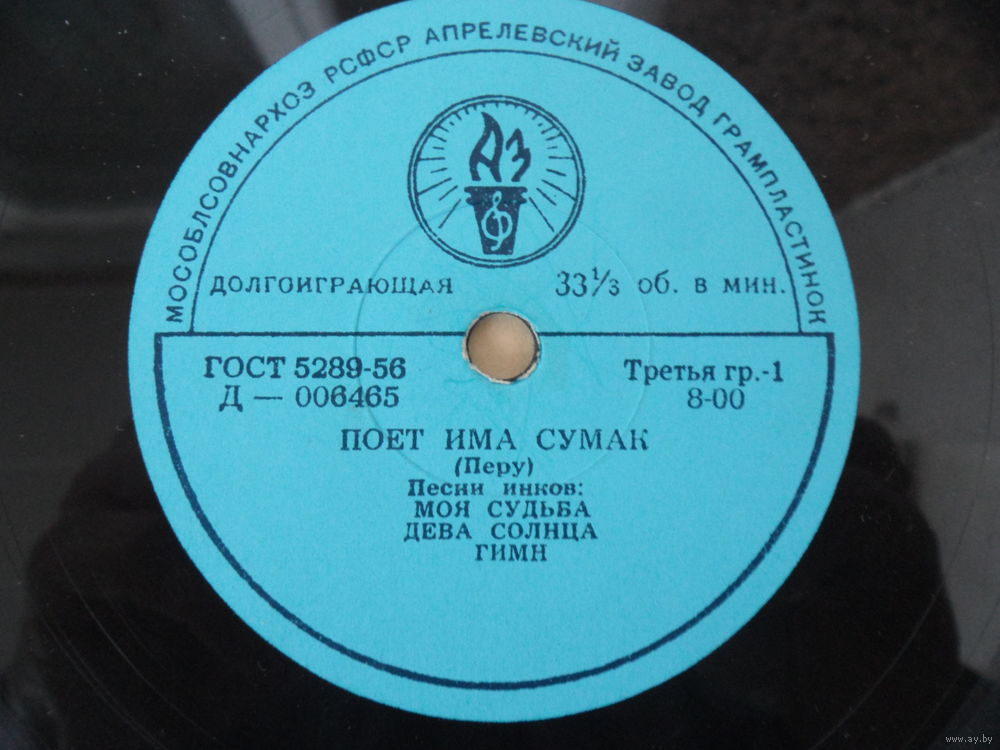 МОСОБЛСОВНАРХОЗ РСФСР АПРЕЛЕВСКИЙ ЗАВОД ГРАМПЛАСТИНОК
АЗ
ДОЛГОИГРАЮЩАЯ 33⅓ об. в мин.
ГОСТ 5289-56 Третья гр.-1
Д — 006465 8-00
ПОЕТ ИМА СУМАК
(Перу)
Песни инков:
МОЯ СУДЬБА
ДЕВА СОЛНЦА
ГИМН
www.ay.by